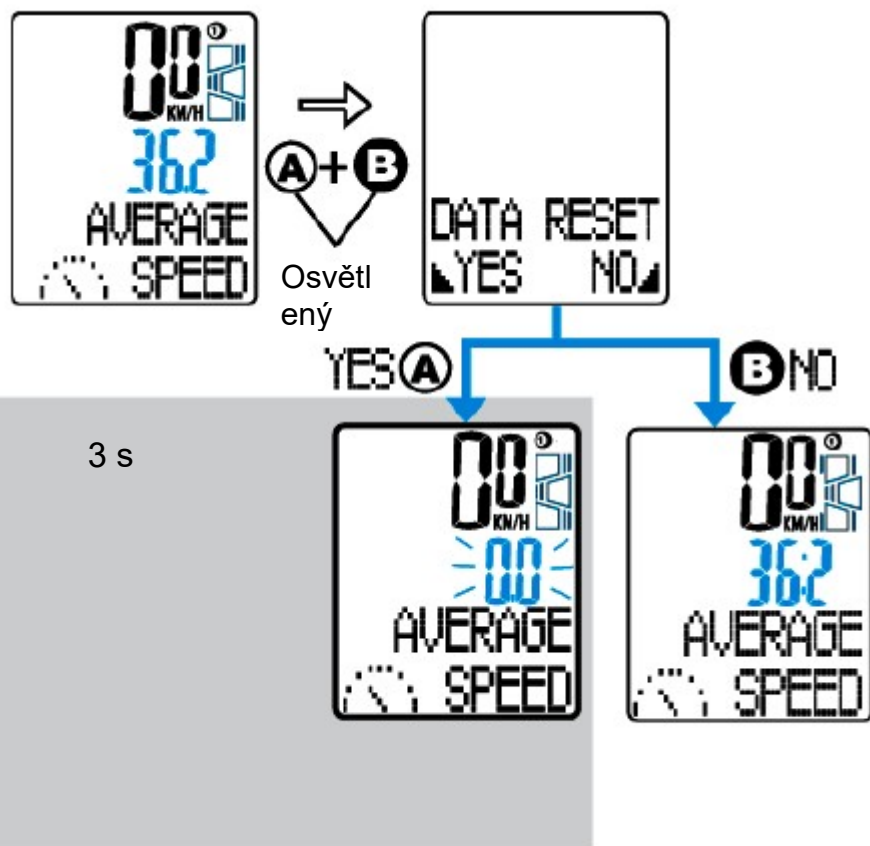 00
KM/H
36.2
AVERAGE
SPEED
A+B
Osvětl
ený
DATA RESET
YES NO
YES A
B NO
3 s
00
KM/H
0.0
AVERAGE
SPEED
00
KM/H
36:2
AVERAGE
SPEED